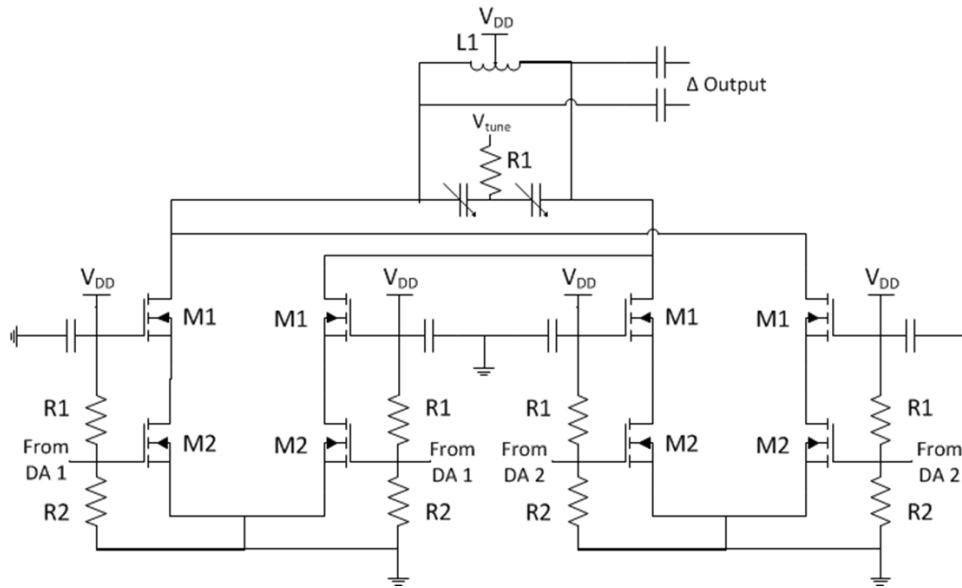 VDD
L1
Δ Output
Vtune
R1
VDD
VDD
VDD
VDD
M1
M1
M1
M1
R1
R1
R1
R1
From
DA 1
M2
M2
From
DA 1
From
DA 2
M2
M2
From
DA 2
R2
R2
R2
R2